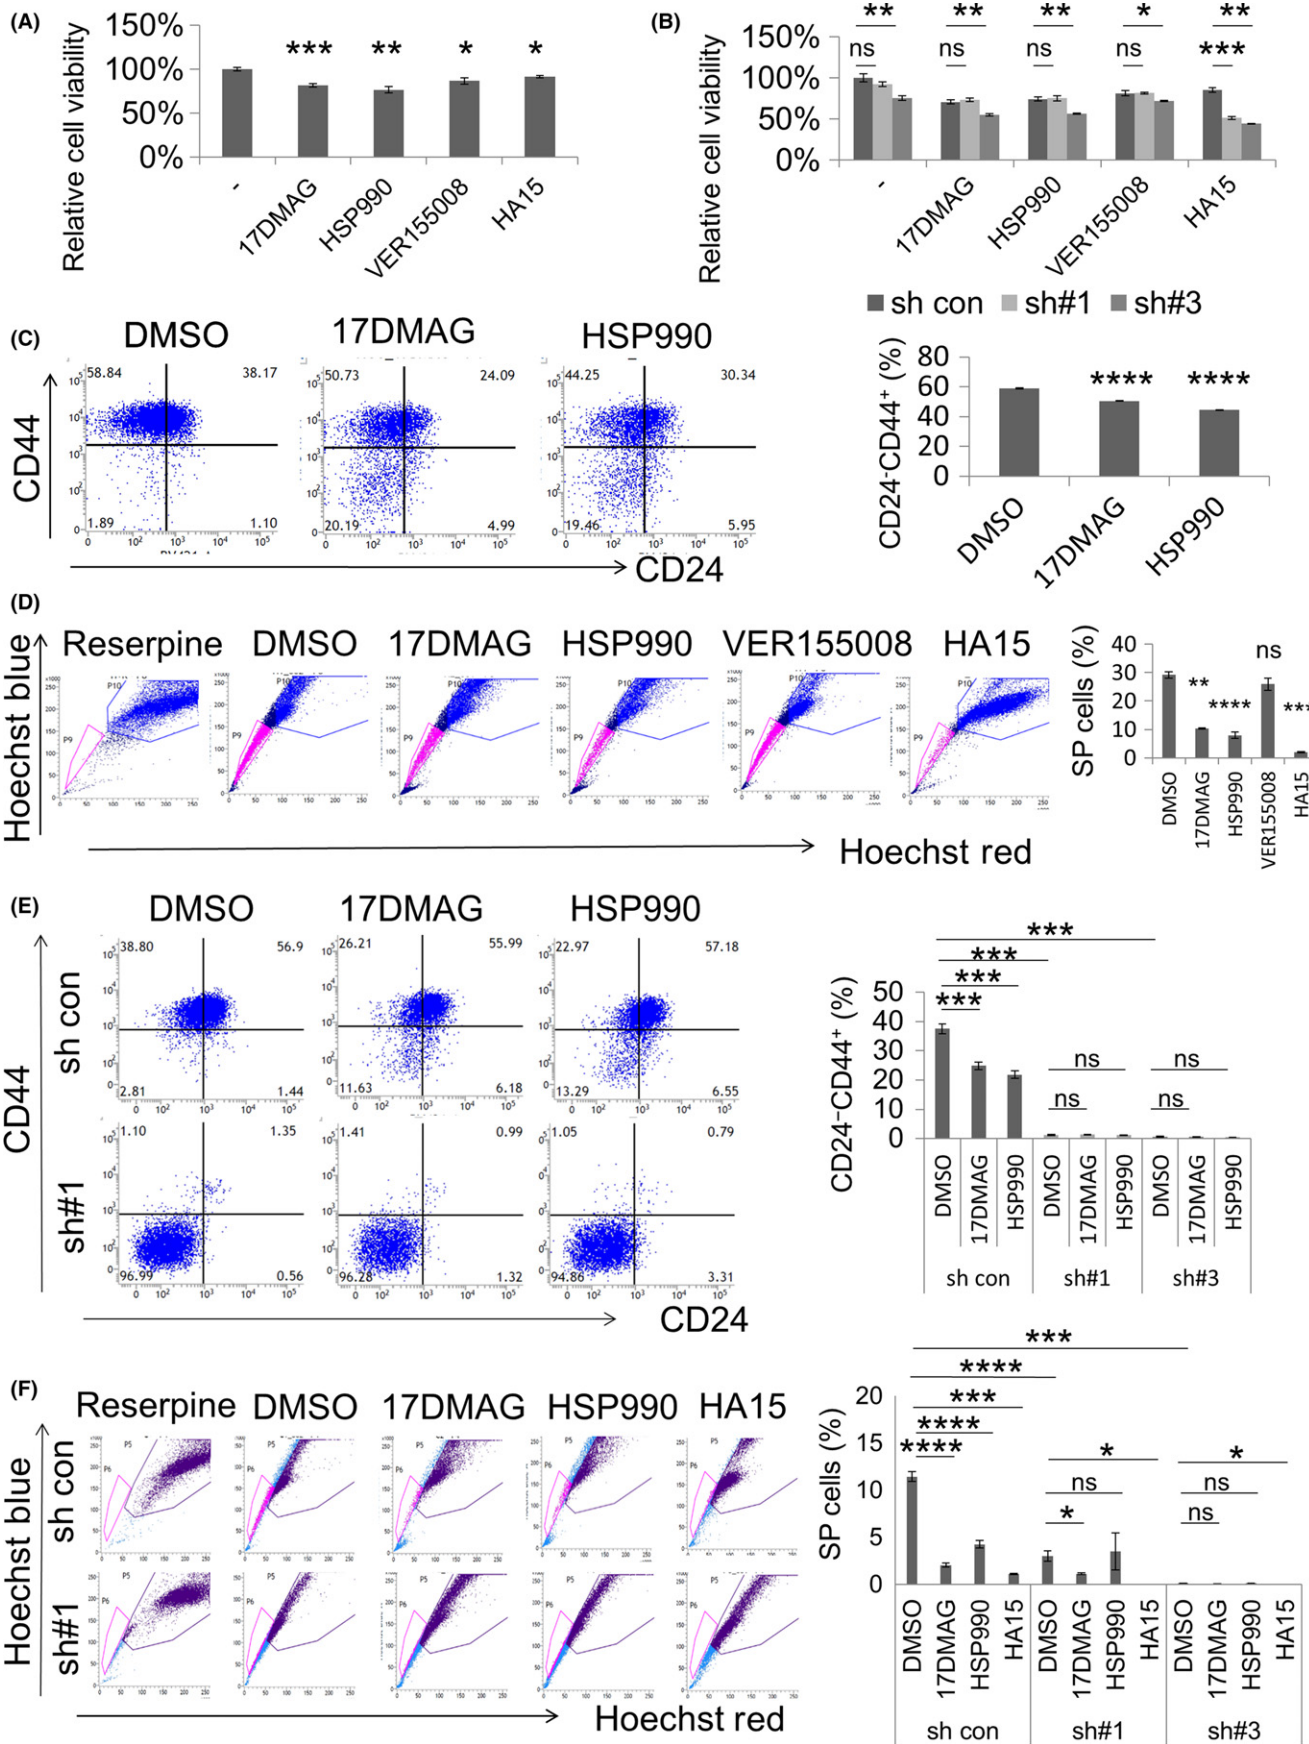 (A)
Relative cell viability
150%
100%
50%
0%
*** ** * *
- 17DMAG HSP990 VER155008 HA15
(B)
Relative cell viability
150%
100%
50%
0%
** ** ** * **
ns ns ns ns ***
- 17DMAG HSP990 VER155008 HA15
sh con sh#1 sh#3
(C)
DMSO 17DMAG HSP990
CD44
58.84 38.17
1.89 1.10
50.73 24.09
20.19 4.99
44.25 30.34
19.46 5.95
CD24
CD24-CD44+ (%)
80
60
40
20
0
**** ****
DMSO 17DMAG HSP990
(D)
Hoechst blue
Reserpine DMSO 17DMAG HSP990 VER155008 HA15
P10
P9
Hoechst red
SP cells (%)
40
30
20
10
0
** **** ns ***
DMSO 17DMAG HSP990 VER155008 HA15
(E)
DMSO 17DMAG HSP990
CD44
sh con
38.80 56.9
2.81 1.44
26.21 55.99
11.63 6.18
22.97 57.18
13.29 6.55
sh#1
1.10 1.35
96.99 0.56
1.41 0.99
96.28 1.32
1.05 0.79
94.86 3.31
CD24
CD24-CD44+ (%)
50
40
30
20
10
0
***
***
***
***
ns ns
ns ns
DMSO 17DMAG HSP990 DMSO 17DMAG HSP990 DMSO 17DMAG HSP990
sh con sh#1 sh#3
(F)
Reserpine DMSO 17DMAG HSP990 HA15
Hoechst blue
sh con
P5
P6
Hoechst blue
sh#1
P5
P6
Hoechst red
SP cells (%)
20
15
10
5
0
***
****
***
****
****
* *
ns ns
* ns
DMSO 17DMAG HSP990 HA15 DMSO 17DMAG HSP990 HA15 DMSO 17DMAG HSP990 HA15
sh con sh#1 sh#3